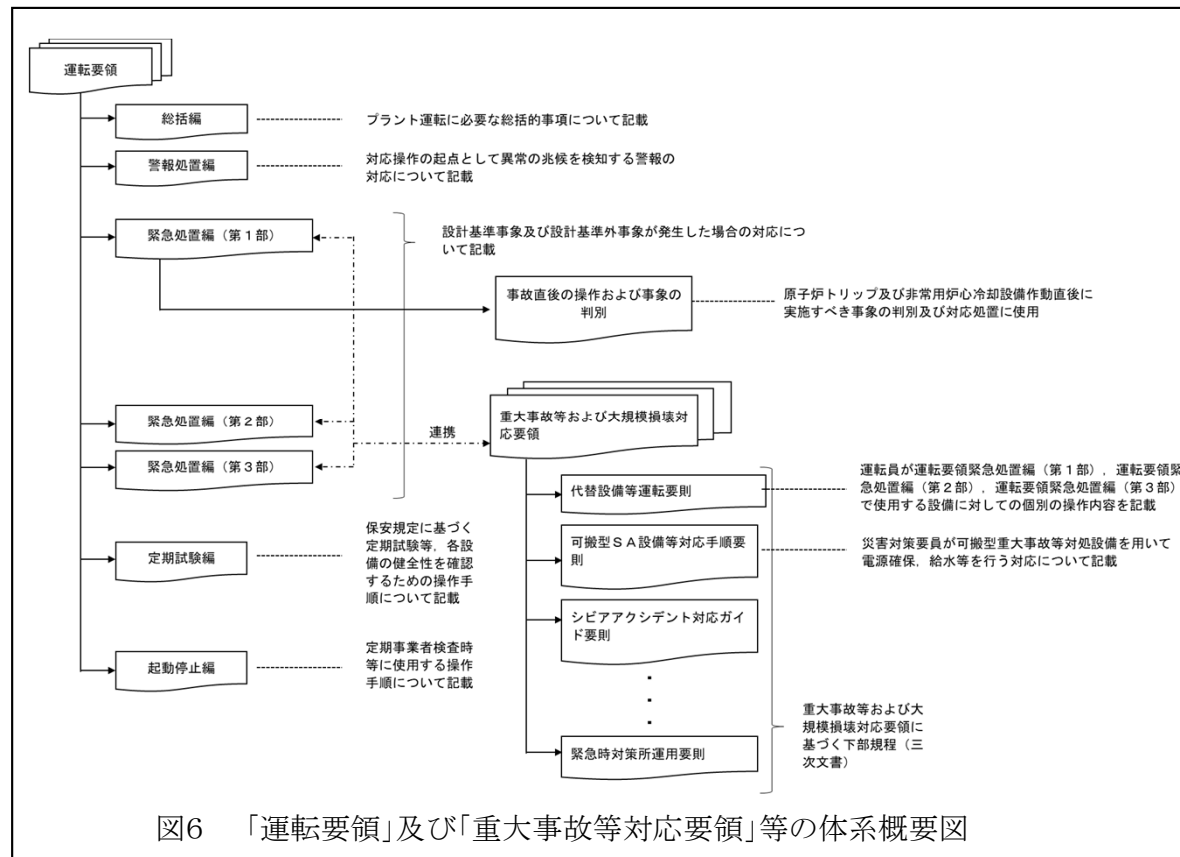 運転要領
総括編
プラント運転に必要な総括的事項について記載
警報処置編
対応操作の起点として異常の兆候を検知する警報の
対応について記載
緊急処置編（第１部）
設計基準事象及び設計基準外事象が発生した場合の対応につ
いて記載
事故直後の操作および事象の
判別
原子炉トリップ及び非常用炉心冷却設備作動直後に
実施すべき事象の判別及び対応処置に使用
緊急処置編（第２部）
緊急処置編（第３部）
連携
重大事故等および大規模損壊対
応要領
代替設備等運転要則
運転員が運転要領緊急処置編（第１部），運転要領緊
急処置編（第２部），運転要領緊急処置編（第３部）
で使用する設備に対しての個別の操作内容を記載
可搬型ＳＡ設備等対応手順要
則
災害対策要員が可搬型重大事故等対処設備を用いて
電源確保，給水等を行う対応について記載
シビアアクシデント対応ガイ
ド要則
・
・
・
緊急時対策所運用要則
重大事故等および大
規模損壊対応要領に
基づく下部規程（三
次文書）
定期試験編
保安規定に基づく
定期試験等，各設
備の健全性を確認
するための操作手
順について記載
起動停止編
定期事業者検査時
等に使用する操作
手順について記載
図6　「運転要領」及び「重大事故等対応要領」等の体系概要図